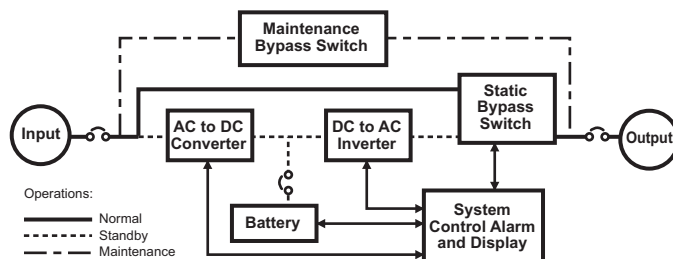 Maintenance
Bypass Switch
Static
Bypass
Switch
Input
AC to DC
Converter
DC to AC
Inverter
Output
Operations:
Normal
Standby
Maintenance
Battery
System
Control Alarm
and Display